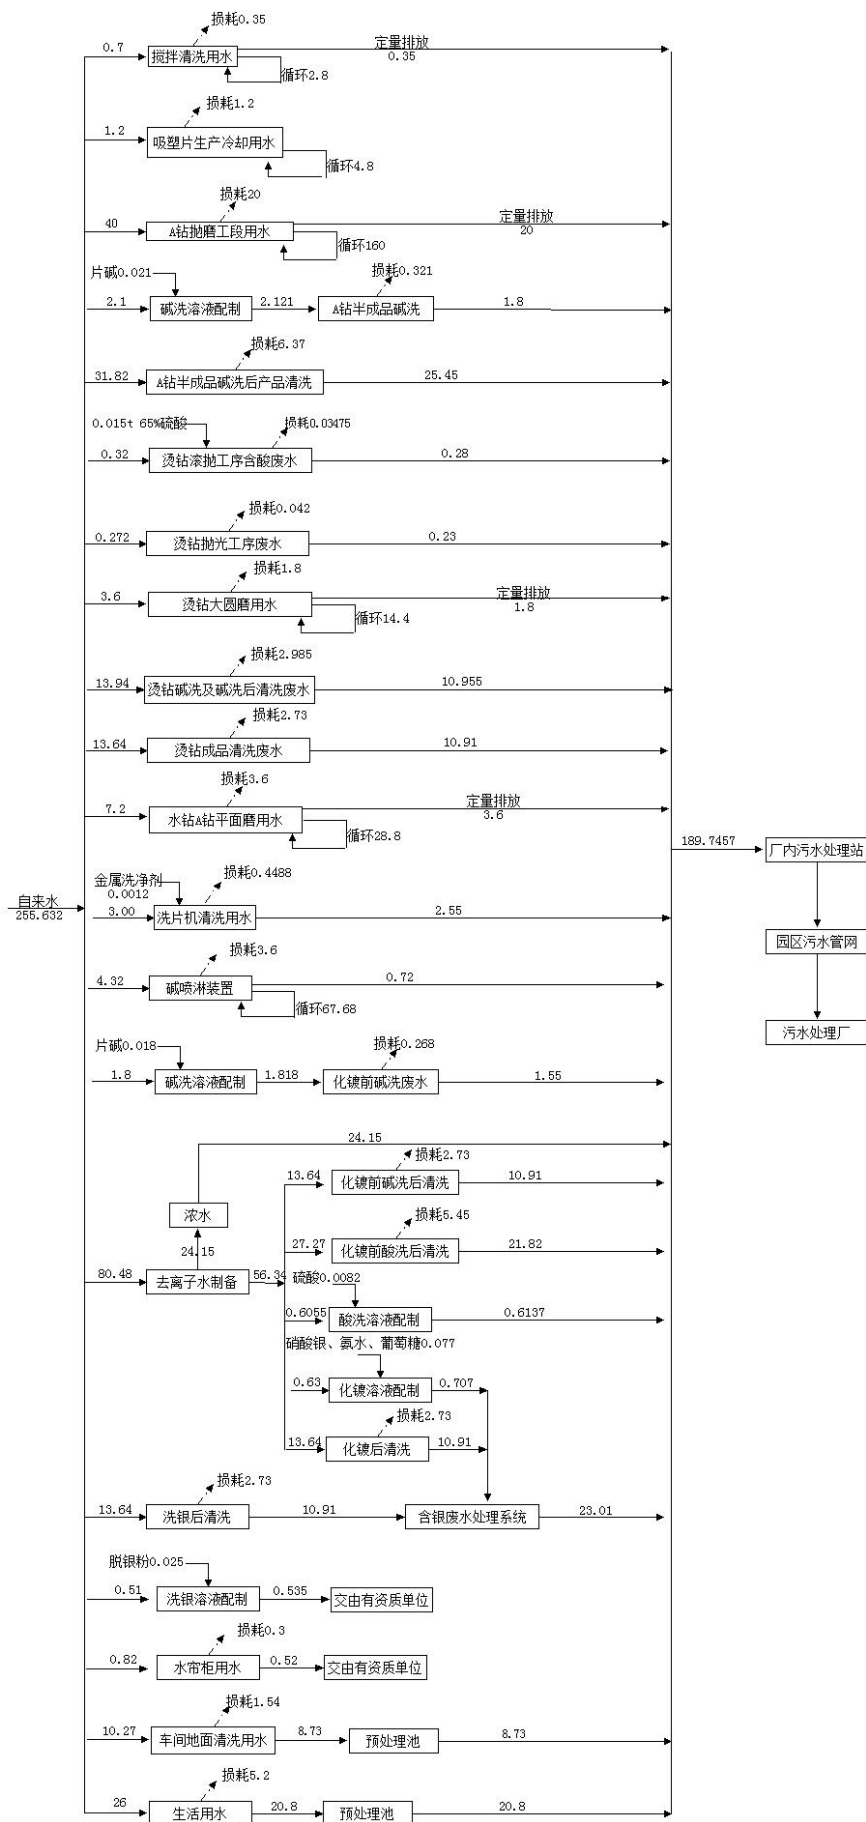 损耗0.35
0.7
搅拌清洗用水
定量排放
0.35
循环2.8
损耗1.2
1.2
吸塑片生产冷却用水
循环4.8
损耗20
40
A钻抛磨工段用水
定量排放
20
循环160
片碱0.021
损耗0.321
2.1
碱洗溶液配制
2.121
A钻半成品碱洗
1.8
损耗6.37
31.82
A钻半成品碱洗后产品清洗
25.45
0.015t 65%硫酸
损耗0.03475
0.32
烫钻滚抛工序含酸废水
0.28
损耗0.042
0.272
烫钻抛光工序废水
0.23
损耗1.8
3.6
烫钻大圆磨用水
定量排放
1.8
循环14.4
损耗2.985
13.94
烫钻碱洗及碱洗后清洗废水
10.955
损耗2.73
13.64
烫钻成品清洗废水
10.91
损耗3.6
7.2
水钻A钻平面磨用水
定量排放
3.6
循环28.8
189.7457
厂内污水处理站
园区污水管网
污水处理厂
自来水
255.632
金属洗净剂
0.0012
损耗0.4488
3.00
洗片机清洗用水
2.55
损耗3.6
4.32
碱喷淋装置
0.72
循环67.68
片碱0.018
损耗0.268
1.8
碱洗溶液配制
1.818
化镀前碱洗废水
1.55
24.15
浓水
24.15
80.48
去离子水制备
56.34
损耗2.73
13.64
化镀前碱洗后清洗
10.91
损耗5.45
27.27
化镀前酸洗后清洗
21.82
硫酸0.0082
0.6055
酸洗溶液配制
0.6137
硝酸银、氨水、葡萄糖0.077
0.63
化镀溶液配制
0.707
损耗2.73
13.64
化镀后清洗
10.91
损耗2.73
13.64
洗银后清洗
10.91
含银废水处理系统
23.01
脱银粉0.025
0.51
洗银溶液配制
0.535
交由有资质单位
损耗0.3
0.82
水帘柜用水
0.52
交由有资质单位
损耗1.54
10.27
车间地面清洗用水
8.73
预处理池
8.73
损耗5.2
26
生活用水
20.8
预处理池
20.8